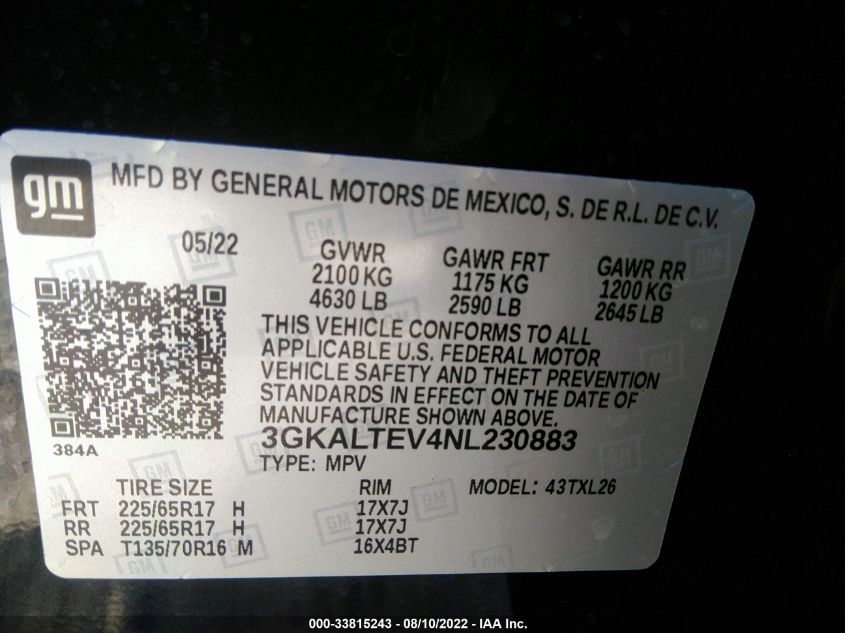 gm
MFD BY GENERAL MOTORS DE MEXICO, S. DE R.L. DE C.V.
05/22
GVWR GAWR FRT GAWR RR
2100 KG 1175 KG 1200 KG
4630 LB 2590 LB 2645 LB
THIS VEHICLE CONFORMS TO ALL
APPLICABLE U.S. FEDERAL MOTOR
VEHICLE SAFETY AND THEFT PREVENTION
STANDARDS IN EFFECT ON THE DATE OF
MANUFACTURE SHOWN ABOVE.
384A
3GKALTEV4NL230883
TYPE: MPV
TIRE SIZE RIM MODEL: 43TXL26
FRT 225/65R17 H 17X7J
RR 225/65R17 H 17X7J
SPA T135/70R16 M 16X4BT
000-33815243 - 08/10/2022 - IAA Inc.